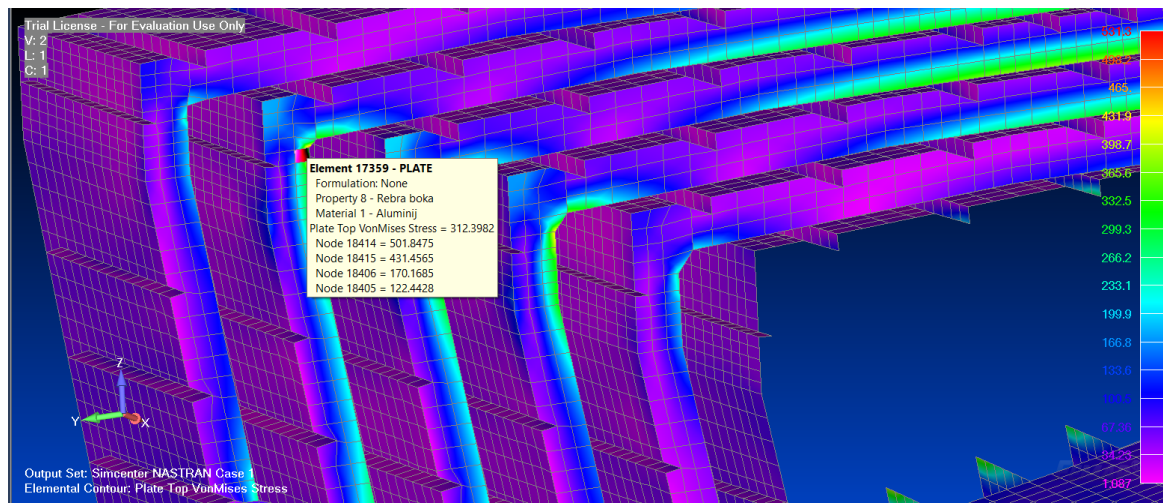 Trial License - For Evaluation Use Only
V: 2
L: 1
C: 1
465.
431.9
398.7
365.6
332.5
299.3
266.2
233.1
199.9
166.8
133.6
100.5
1.087
Element 17359 - PLATE
Formulation: None
Property 8 - Rebra boka
Material 1 - Aluminij
Plate Top VonMises Stress = 312.3982
Node 18414 = 501.8475
Node 18415 = 431.4565
Node 18406 = 170.1685
Node 18405 = 122.4428
Z
Y
X
Output Set: Simcenter NASTRAN Case 1
Elemental Contour: Plate Top VonMises Stress